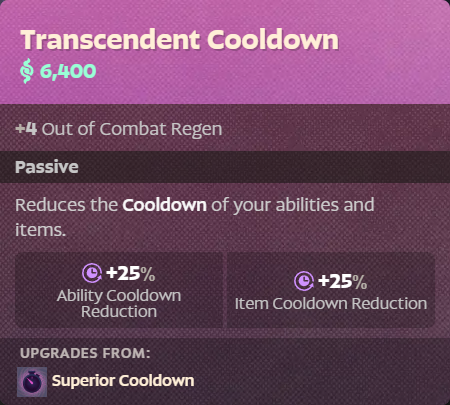 Transcendent Cooldown
6,400
+4 Out of Combat Regen
Passive
Reduces the Cooldown of your abilities and
items.
+25%
Ability Cooldown
Reduction
+25%
Item Cooldown Reduction
UPGRADES FROM:
Superior Cooldown